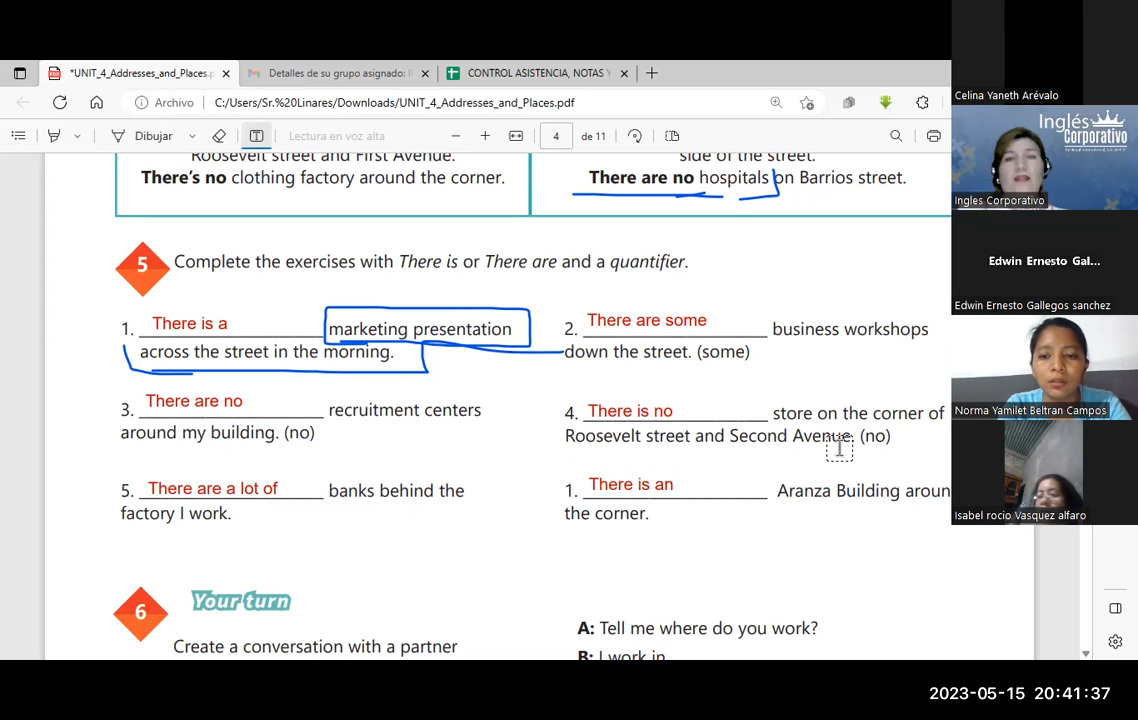 *UNIT_4_Addresses_and_Places.p
Detalles de su grupo asignado: I
CONTROL ASISTENCIA, NOTAS Y
Archivo
C:/Users/Sr.%20Linares/Downloads/UNIT_4_Addresses_and_Places.pdf
Dibujar
Lectura en voz alta
4
de 11
Roosevelt street and First Avenue.
There's no clothing factory around the corner.
side of the street.
There are no hospitals on Barrios street.
5
Complete the exercises with There is or There are and a quantifier.
1. There is a marketing presentation
across the street in the morning.
2. There are some business workshops
down the street. (some)
3. There are no recruitment centers
around my building. (no)
4. There is no store on the corner of
Roosevelt street and Second Avenue. (no)
5. There are a lot of banks behind the
factory I work.
1. There is an Aranza Building aroun
the corner.
6
Your turn
Create a conversation with a partner
A: Tell me where do you work?
B: I work in
Celina Yaneth Arévalo
Inglés
Corporativo
Ingles Corporativo
Edwin Ernesto Gal...
Edwin Ernesto Gallegos sanchez
Norma Yamilet Beltran Campos
Isabel rocio Vasquez alfaro
2023-05-15 20:41:37